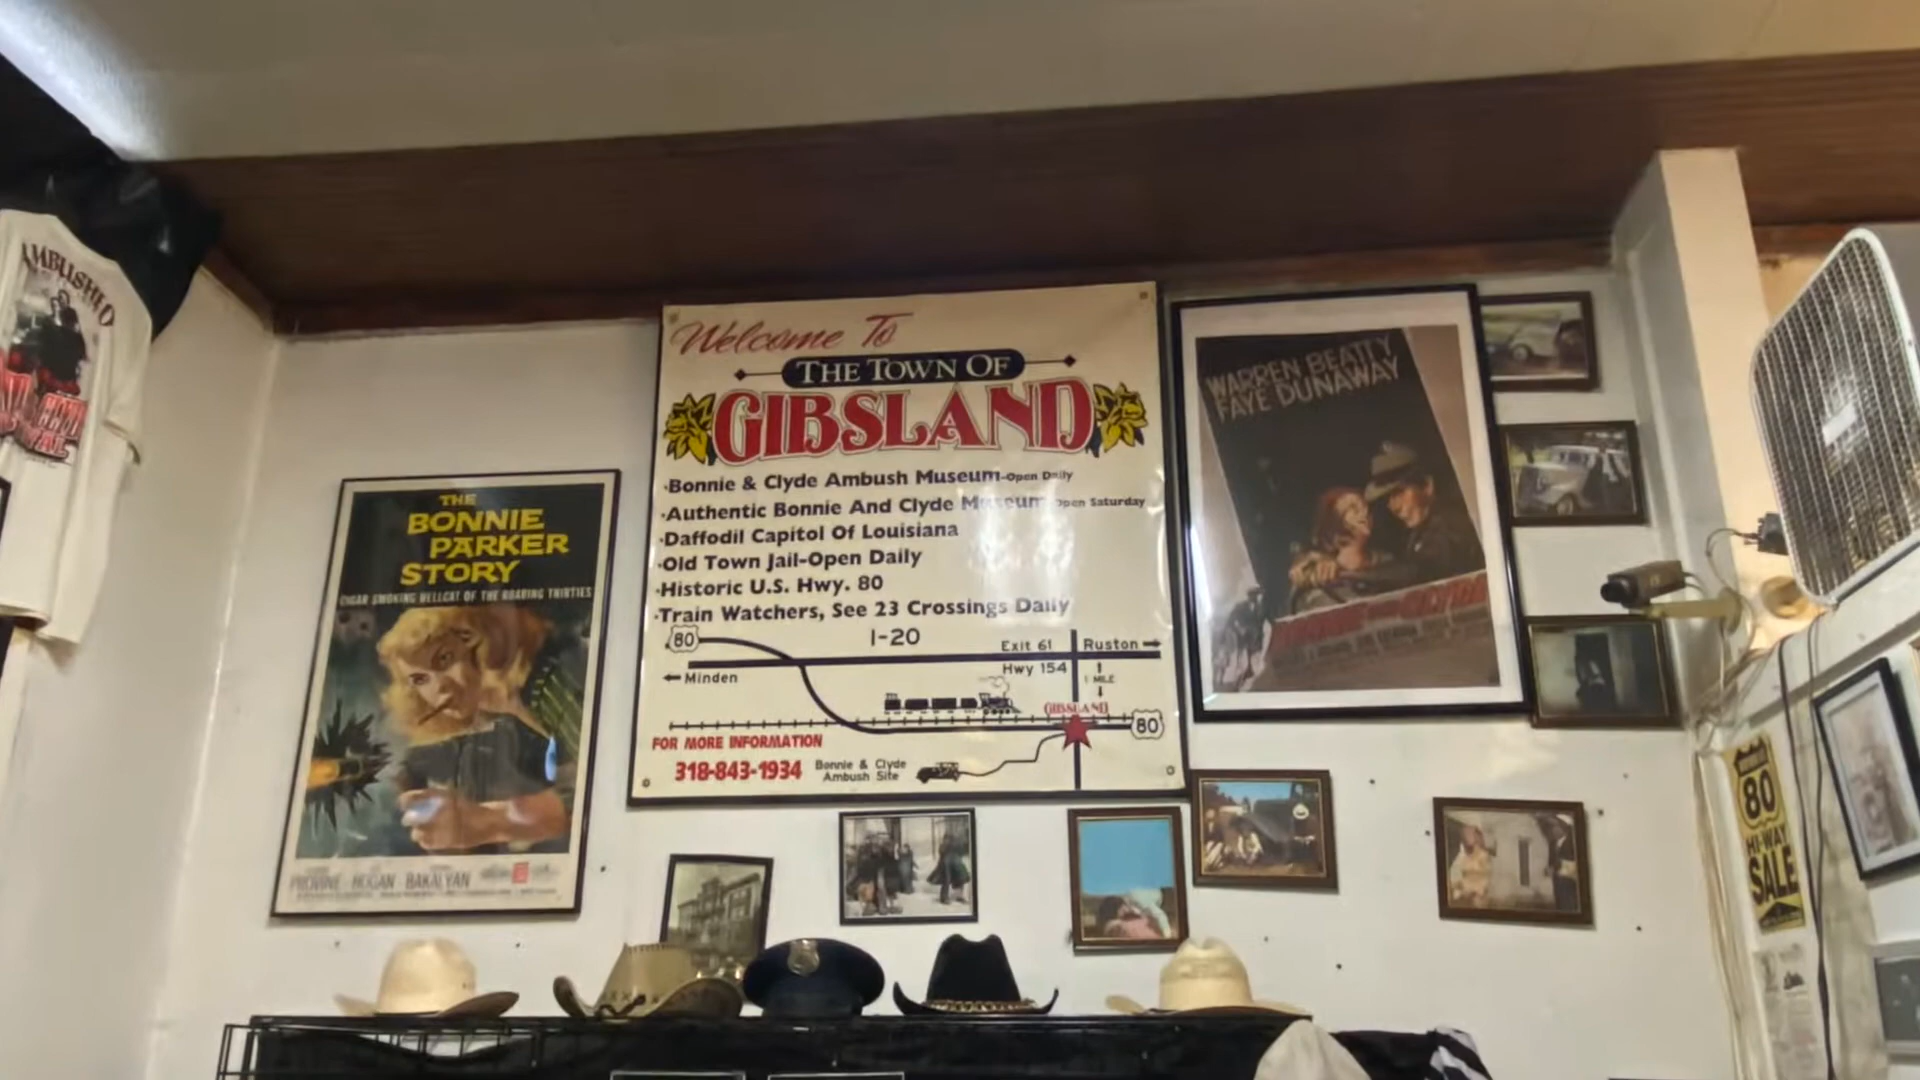 MBUSH
THE
BONNIE
PARKER
STORY
CIGAR SMOKING HELLCAT OF THE ROARING THIRTIES
PROVINE - HOGAN - BAKALYAN
Welcome To
THE TOWN OF
GIBSLAND
·Bonnie & Clyde Ambush Museum-Open Daily
·Authentic Bonnie And Clyde Museum Open Saturday
·Daffodil Capitol Of Louisiana
·Old Town Jail-Open Daily
·Historic U.S. Hwy. 80
·Train Watchers, See 23 Crossings Daily
80
I-20
Exit 61
Ruston
Minden
Hwy 154
1 MILE
GIBSLAND
80
FOR MORE INFORMATION
318-843-1934
Bonnie & Clyde
Ambush Site
WARREN BEATTY
FAYE DUNAWAY
80
HI-WAY
SALE